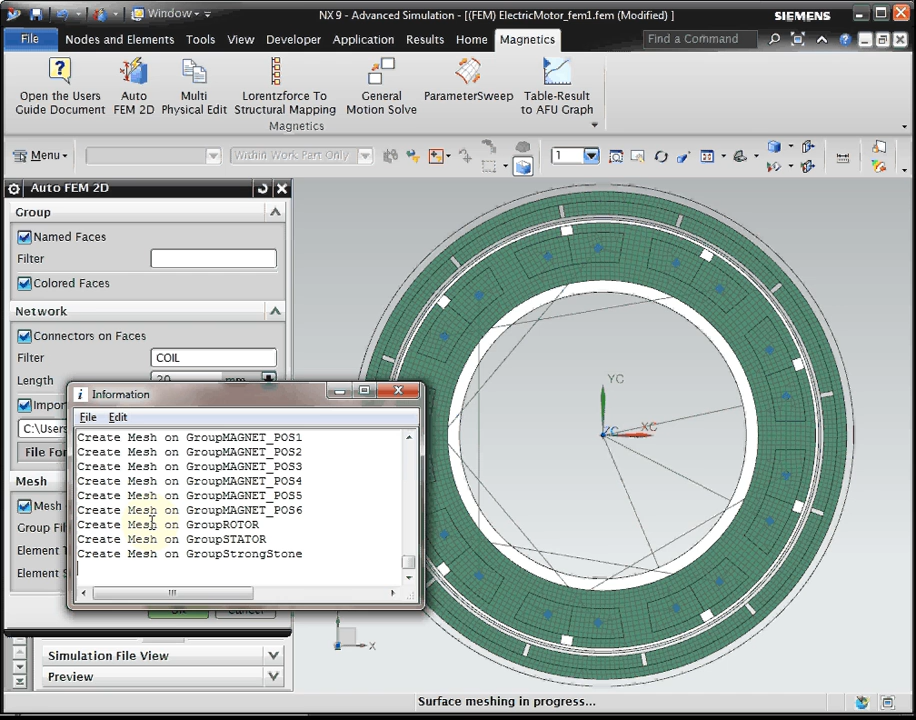 Window
NX 9 - Advanced Simulation - [(FEM) ElectricMotor_fem1.fem (Modified) ]
SIEMENS
File
Nodes and Elements
Tools
View
Developer
Application
Results
Home
Magnetics
Find a Command
Open the Users
Guide Document
Auto
FEM 2D
Multi
Physical Edit
Lorentzforce To
Structural Mapping
General
Motion Solve
ParameterSweep
Table-Result
to AFU Graph
Magnetics
Menu
Within Work Part Only
1
Auto FEM 2D
Group
Named Faces
Filter
Colored Faces
Network
Connectors on Faces
Filter
COIL
Length
20
mm
Impor
C:\Users
File For
Mesh
Mesh
Group Fil
Element T
Element S
Information
File
Edit
Create Mesh on GroupMAGNET_POS1
Create Mesh on GroupMAGNET_POS2
Create Mesh on GroupMAGNET_POS3
Create Mesh on GroupMAGNET_POS4
Create Mesh on GroupMAGNET_POS5
Create Mesh on GroupMAGNET_POS6
Create Mesh on GroupROTOR
Create Mesh on GroupSTATOR
Create Mesh on GroupStrongStone
YC
XC
ZC
X
Simulation File View
Preview
Surface meshing in progress...